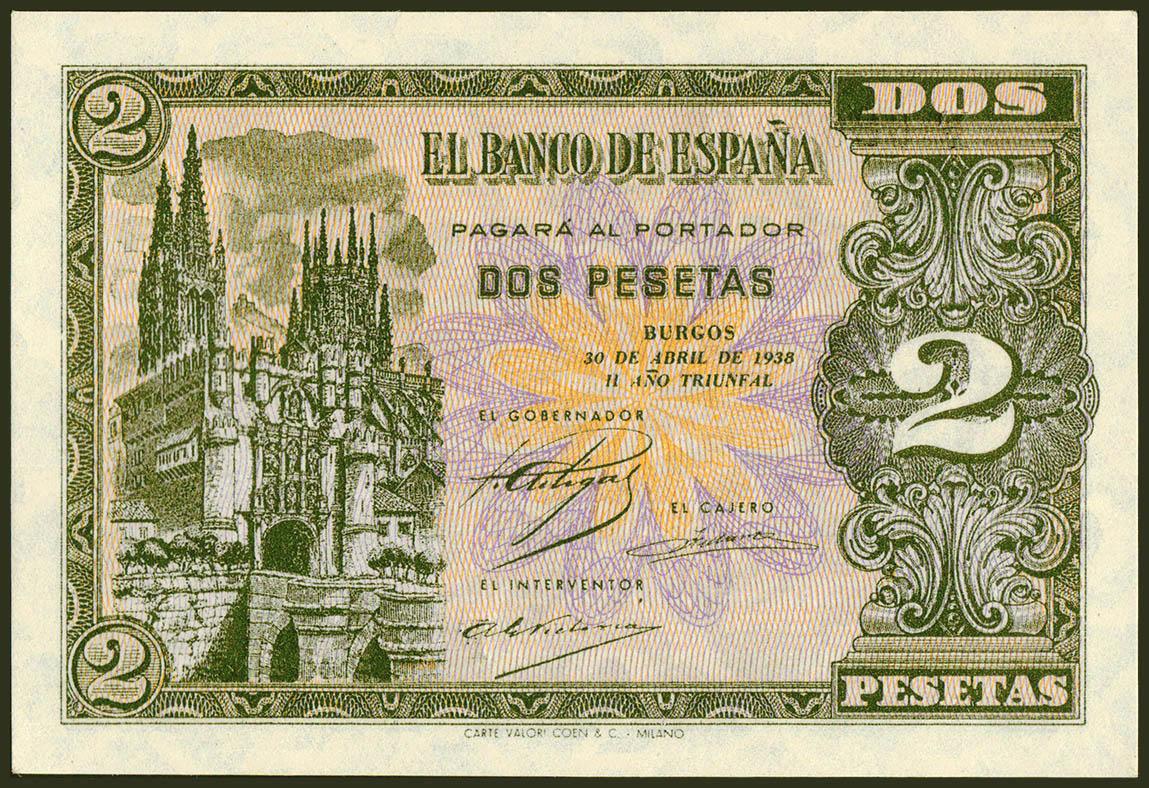 2
DOS
EL BANCO DE ESPAÑA
PAGARÁ AL PORTADOR
DOS PESETAS
BURGOS
30 DE ABRIL DE 1938
II AÑO TRIUNFAL
2
EL GOBERNADOR
EL CAJERO
EL INTERVENTOR
2
PESETAS
CARTE VALORI COEN & C. - MILANO